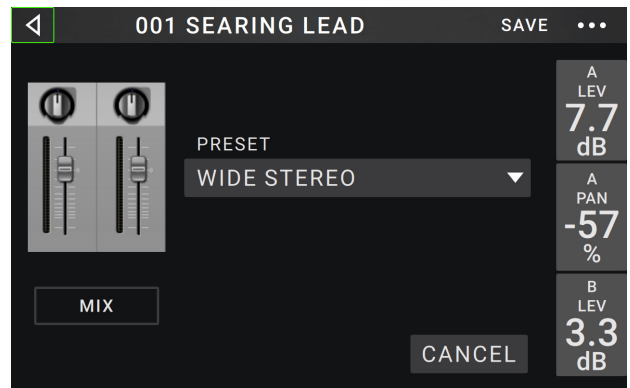 001 SEARING LEAD
SAVE
PRESET
WIDE STEREO
MIX
CANCEL
A
LEV
7.7
dB
A
PAN
-57
%
B
LEV
3.3
dB